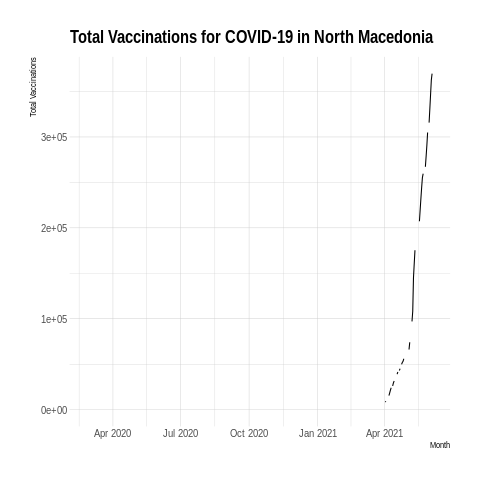 Total Vaccinations for COVID-19 in North Macedonia
Total Vaccinations
3e+05
2e+05
1e+05
0e+00
Apr 2020 Jul 2020 Oct 2020 Jan 2021 Apr 2021
Month